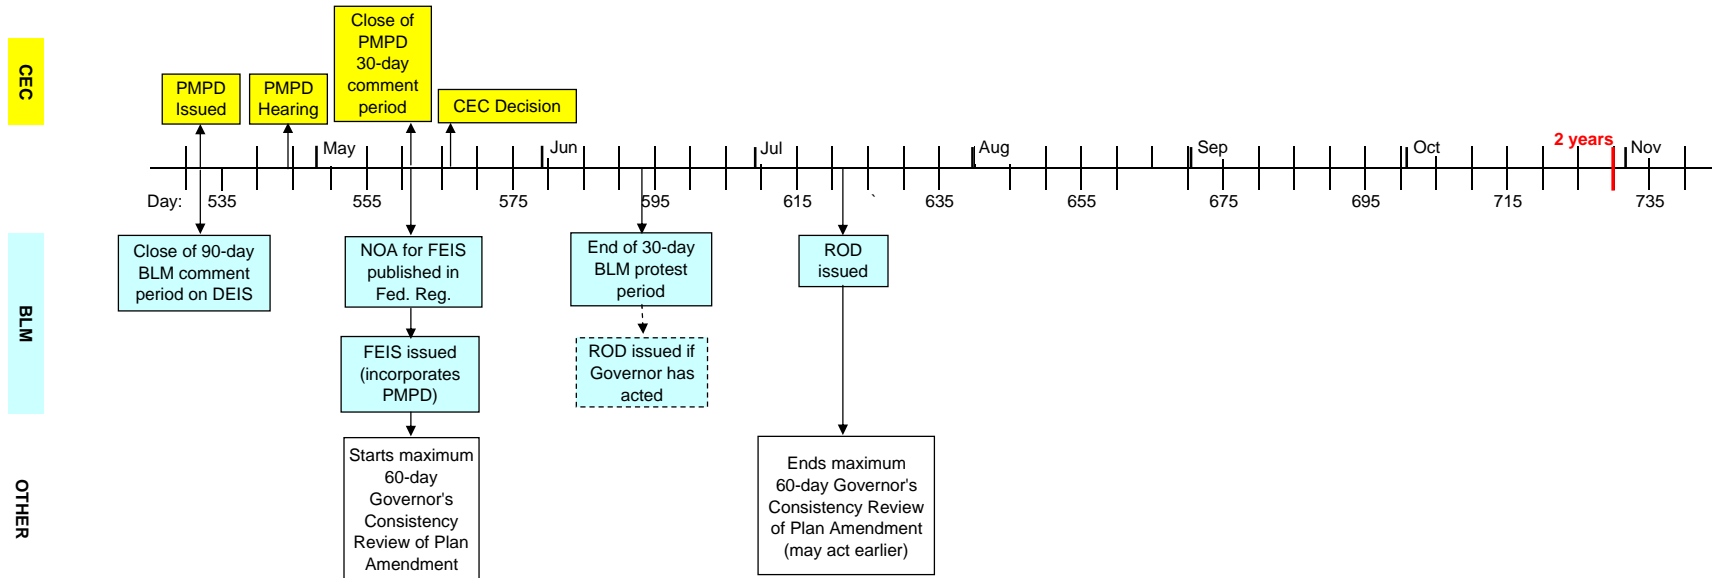 CEC
PMPD
Issued
PMPD
Hearing
Close of
PMPD
30-day
comment
period
CEC Decision
May
Jun
Jul
Aug
Sep
Oct
2 years
Nov
Day:
535
555
575
595
615
`
635
655
675
695
715
735
BLM
Close of 90-day
BLM comment
period on DEIS
NOA for FEIS
published in
Fed. Reg.
End of 30-day
BLM protest
period
ROD
issued
FEIS issued
(incorporates
PMPD)
ROD issued if
Governor has
acted
OTHER
Starts maximum
60-day
Governor's
Consistency
Review of Plan
Amendment
Ends maximum
60-day Governor's
Consistency Review
of Plan Amendment
(may act earlier)